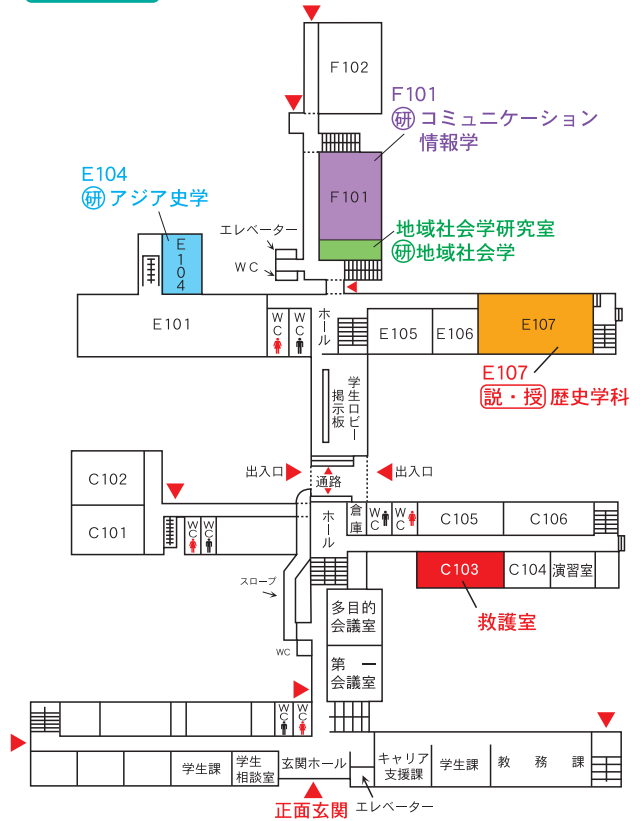 F102
F101
研 コミュニケーション
情報学
F101
E104
研 アジア史学
地域社会学研究室
研 地域社会学
エレベーター
WC
E104
E101
WC
WC
ホール
E105
E106
E107
E107
説・授 歴史学科
学生ロビー
掲示板
出入口
通路
出入口
C102
C101
WC
WC
ホール
倉庫
WC
WC
C105
C106
C103
C104
演習室
救護室
スロープ
多目的
会議室
WC
第一
会議室
WC
WC
学生課
学生
相談室
玄関ホール
キャリア
支援課
学生課
教務課
正面玄関
エレベーター